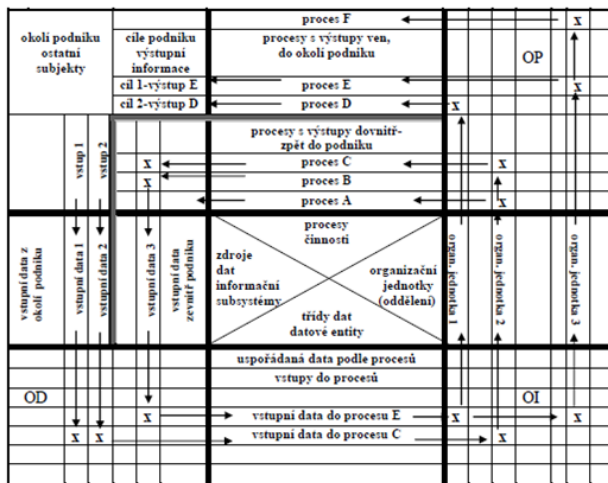 proces F
x
okolí podniku
ostatní
subjekty
cíle podniku
výstupní
informace
procesy s výstupy ven,
do okolí podniku
OP
cíl 1-výstup E
proces E
x
cíl 2-výstup D
proces D
x
vstup 1
vstup 2
procesy s výstupy dovnitř-
zpět do podniku
x
proces C
x
x
proces B
proces A
x
vstupní data z
okolí podniku
vstupní data 1
vstupní data 2
vstupní data 3
vstupní data
zevnitř podniku
procesy
činnosti
zdroje
dat
informační
subsystémy
organizační
jednotky
(oddělení)
třídy dat
datové entity
organ. jednotka 1
organ. jednotka 2
organ. jednotka 3
uspořádaná data podle procesů
vstupy do procesů
OD
OI
x
vstupní data do procesu E
x
x
x
x
vstupní data do procesu C
x